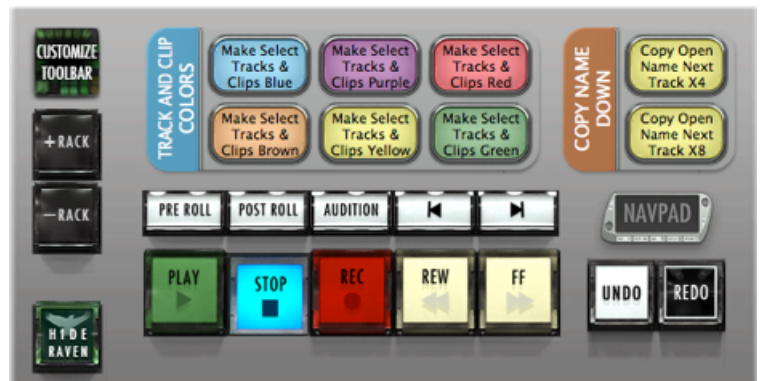 CUSTOMIZE
TOOLBAR
+RACK
−RACK
HIDE
RAVEN
TRACK AND CLIP
COLORS
Make Select
Tracks &
Clips Blue
Make Select
Tracks &
Clips Purple
Make Select
Tracks &
Clips Red
Make Select
Tracks &
Clips Brown
Make Select
Tracks &
Clips Yellow
Make Select
Tracks &
Clips Green
COPY NAME
DOWN
Copy Open
Name Next
Track X4
Copy Open
Name Next
Track X8
PRE ROLL
POST ROLL
AUDITION
NAVPAD
PLAY
STOP
REC
REW
FF
UNDO
REDO